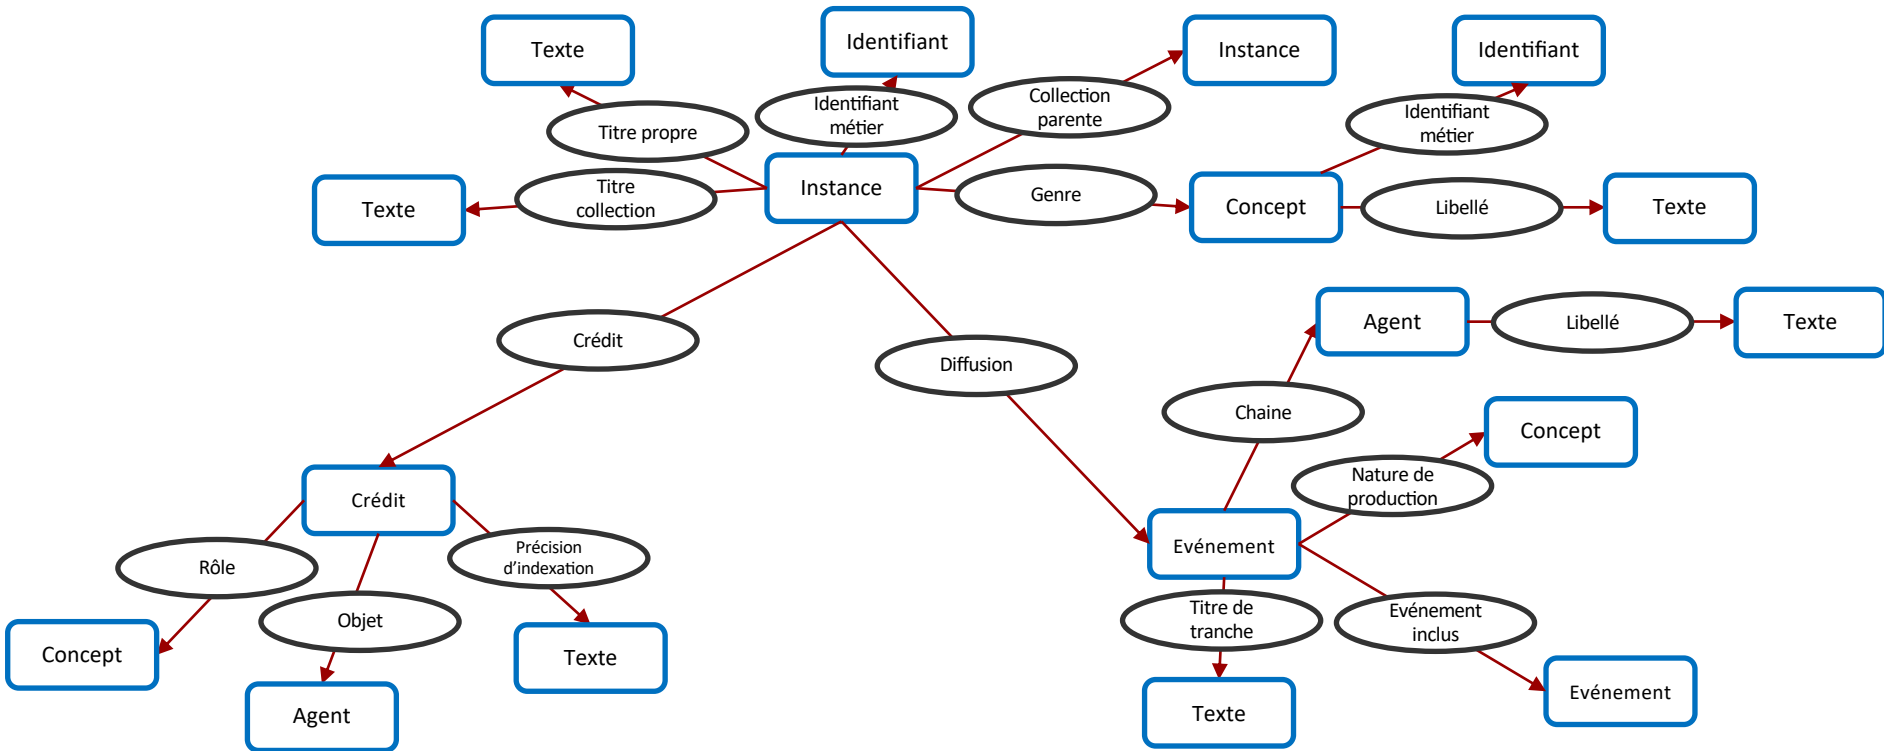 Texte
Identifiant
Instance
Identifiant
Identifiant
métier
Collection
parente
Identifiant
métier
Titre propre
Titre
collection
Texte
Instance
Genre
Concept
Libellé
Texte
Crédit
Diffusion
Agent
Libellé
Texte
Chaine
Concept
Nature de
production
Crédit
Evénement
Rôle
Précision
d'indexation
Objet
Titre de
tranche
Evénement
inclus
Concept
Texte
Agent
Texte
Evénement